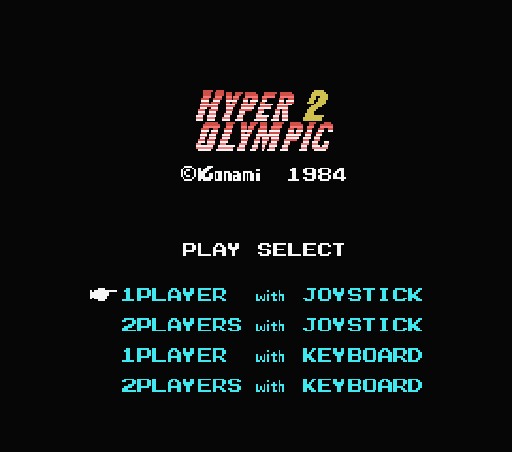 HYPER 2
OLYMPIC
©Konami 1984
PLAY SELECT
1PLAYER with JOYSTICK
2PLAYERS with JOYSTICK
1PLAYER with KEYBOARD
2PLAYERS with KEYBOARD